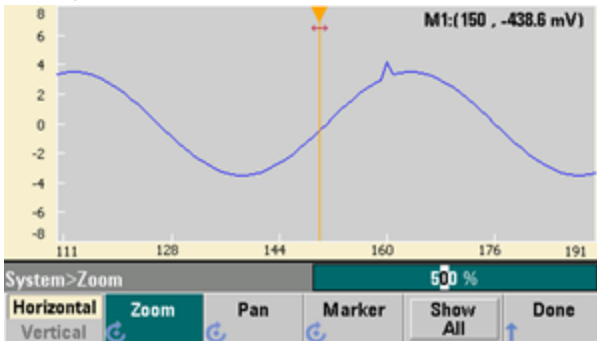 8
M1:(150 , -438.6 mV)
6
4
2
0
-2
-4
-6
-8
111 128 144 160 176 191
System>Zoom 500 %
Horizontal Zoom Pan Marker Show All Done
Vertical